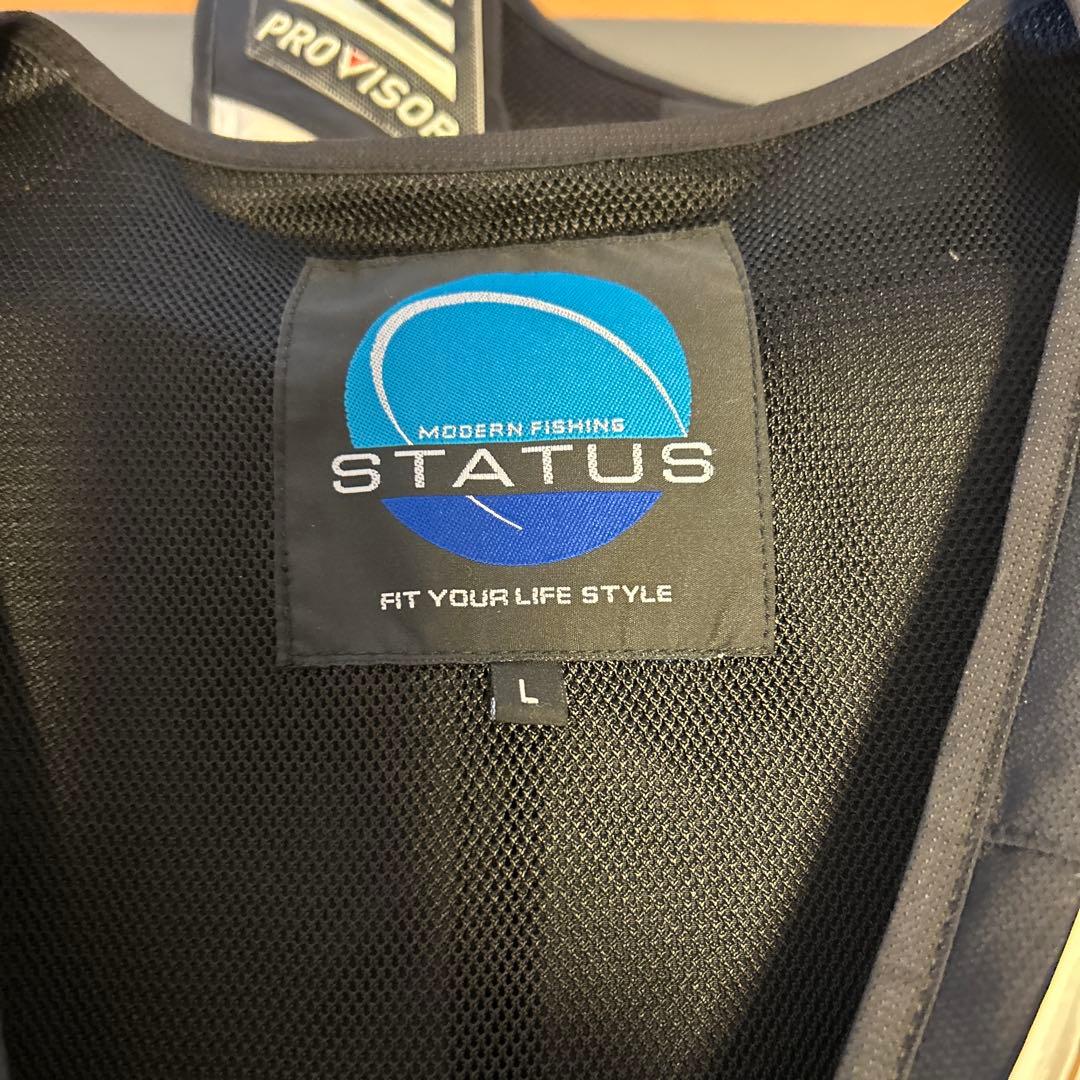 PROVISOR
MODERN FISHING
STATUS
FIT YOUR LIFE STYLE
L